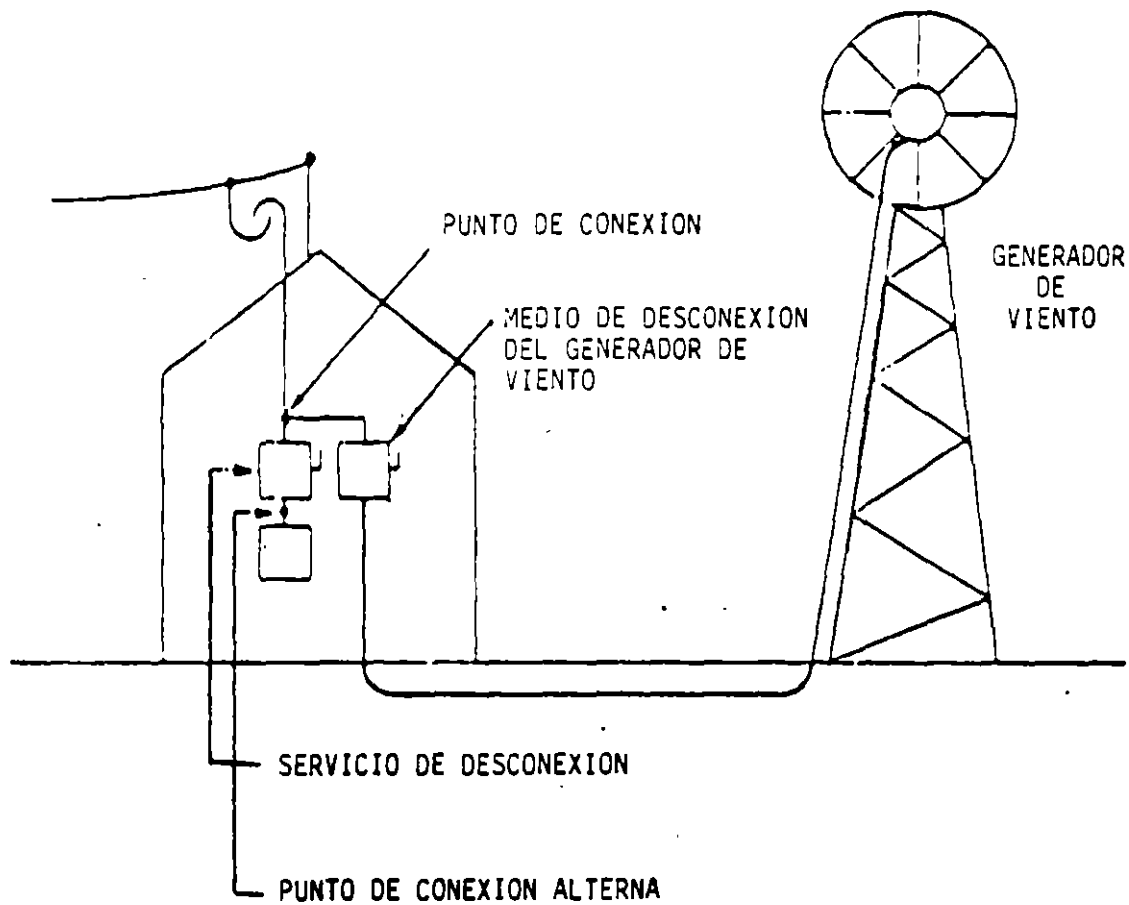 PUNTO DE CONEXION
GENERADOR
DE
VIENTO
MEDIO DE DESCONEXION
DEL GENERADOR DE
VIENTO
SERVICIO DE DESCONEXION
PUNTO DE CONEXION ALTERNA